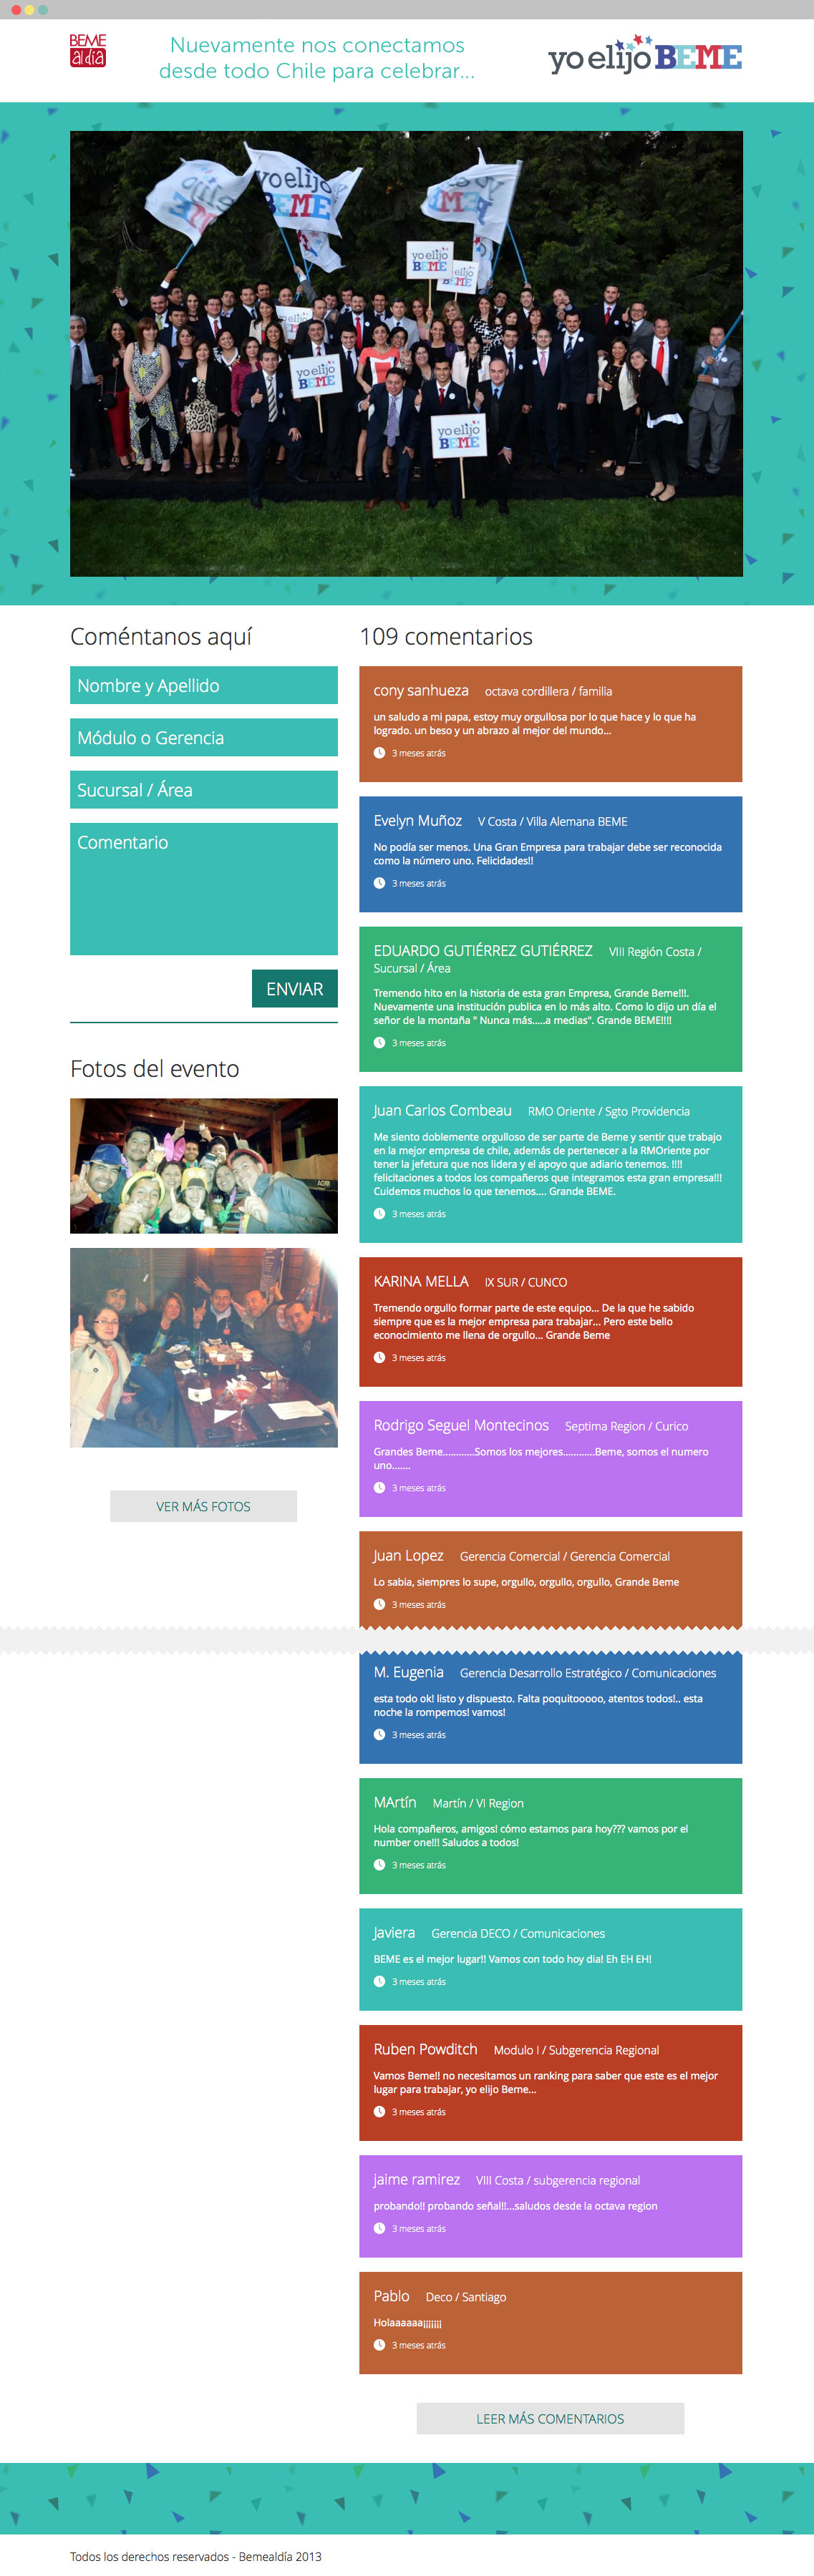 BEME
al día
Nuevamente nos conectamos
desde todo Chile para celebrar...
yo elijo BEME
yo elijo
BEME
yo elijo
BEME
elijo
yo elijo
BEME
yo elijo
BEME
Coméntanos aquí
Nombre y Apellido
Módulo o Gerencia
Sucursal / Área
Comentario
ENVIAR
Fotos del evento
VER MÁS FOTOS
109 comentarios
cony sanhueza octava cordillera / familia
un saludo a mi papa, estoy muy orgullosa por lo que hace y lo que ha
logrado. un beso y un abrazo al mejor del mundo...
3 meses atrás
Evelyn Muñoz V Costa / Villa Alemana BEME
No podía ser menos. Una Gran Empresa para trabajar debe ser reconocida
como la número uno. Felicidades!!
3 meses atrás
EDUARDO GUTIÉRREZ GUTIÉRREZ VIII Región Costa /
Sucursal / Área
Tremendo hito en la historia de esta gran Empresa, Grande Beme!!!.
Nuevamente una institución publica en lo más alto. Como lo dijo un día el
señor de la montaña " Nunca más.....a medias". Grande BEME!!!!
3 meses atrás
Juan Carlos Combeau RMO Oriente / Sgto Providencia
Me siento doblemente orgulloso de ser parte de Beme y sentir que trabajo
en la mejor empresa de chile, además de pertenecer a la RMOriente por
tener la jefetura que nos lidera y el apoyo que adiario tenemos. !!!!
felicitaciones a todos los compañeros que integramos esta gran empresa!!!
Cuidemos muchos lo que tenemos.... Grande BEME.
3 meses atrás
KARINA MELLA IX SUR / CUNCO
Tremendo orgullo formar parte de este equipo... De la que he sabido
siempre que es la mejor empresa para trabajar... Pero este bello
econocimiento me llena de orgullo... Grande Beme
3 meses atrás
Rodrigo Seguel Montecinos Septima Region / Curico
Grandes Beme............Somos los mejores............Beme, somos el numero
uno.......
3 meses atrás
Juan Lopez Gerencia Comercial / Gerencia Comercial
Lo sabia, siempres lo supe, orgullo, orgullo, orgullo, Grande Beme
3 meses atrás
M. Eugenia Gerencia Desarrollo Estratégico / Comunicaciones
esta todo ok! listo y dispuesto. Falta poquitooooo, atentos todos!.. esta
noche la rompemos! vamos!
3 meses atrás
MArtín Martín / VI Region
Hola compañeros, amigos! cómo estamos para hoy??? vamos por el
number one!!! Saludos a todos!
3 meses atrás
Javiera Gerencia DECO / Comunicaciones
BEME es el mejor lugar!! Vamos con todo hoy dia! Eh EH EH!
3 meses atrás
Ruben Powditch Modulo I / Subgerencia Regional
Vamos Beme!! no necesitamos un ranking para saber que este es el mejor
lugar para trabajar, yo elijo Beme...
3 meses atrás
jaime ramirez VIII Costa / subgerencia regional
probando!! probando señal!!...saludos desde la octava region
3 meses atrás
Pablo Deco / Santiago
Holaaaaaa¡¡¡¡¡¡¡
3 meses atrás
LEER MÁS COMENTARIOS
Todos los derechos reservados - Bemealdía 2013